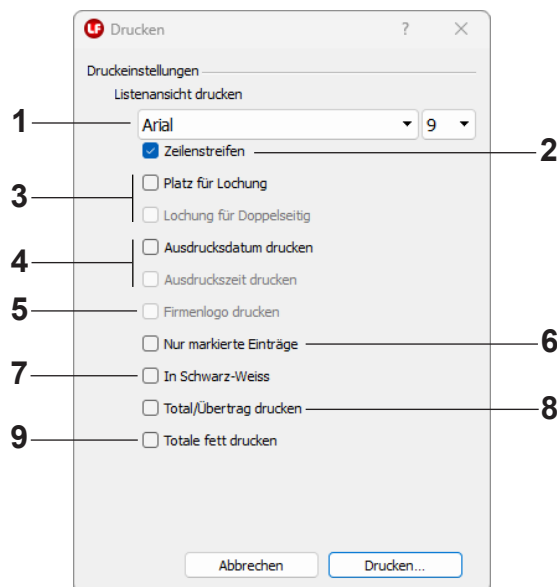 LF Drucken ? ×
Druckeinstellungen
Listenansicht drucken
1 Arial 9
Zeilenstreifen 2
3 Platz für Lochung
Lochung für Doppelseitig
4 Ausdrucksdatum drucken
Ausdruckszeit drucken
5 Firmenlogo drucken
Nur markierte Einträge 6
7 In Schwarz-Weiss
Total/Übertrag drucken 8
9 Totale fett drucken
Abbrechen Drucken...